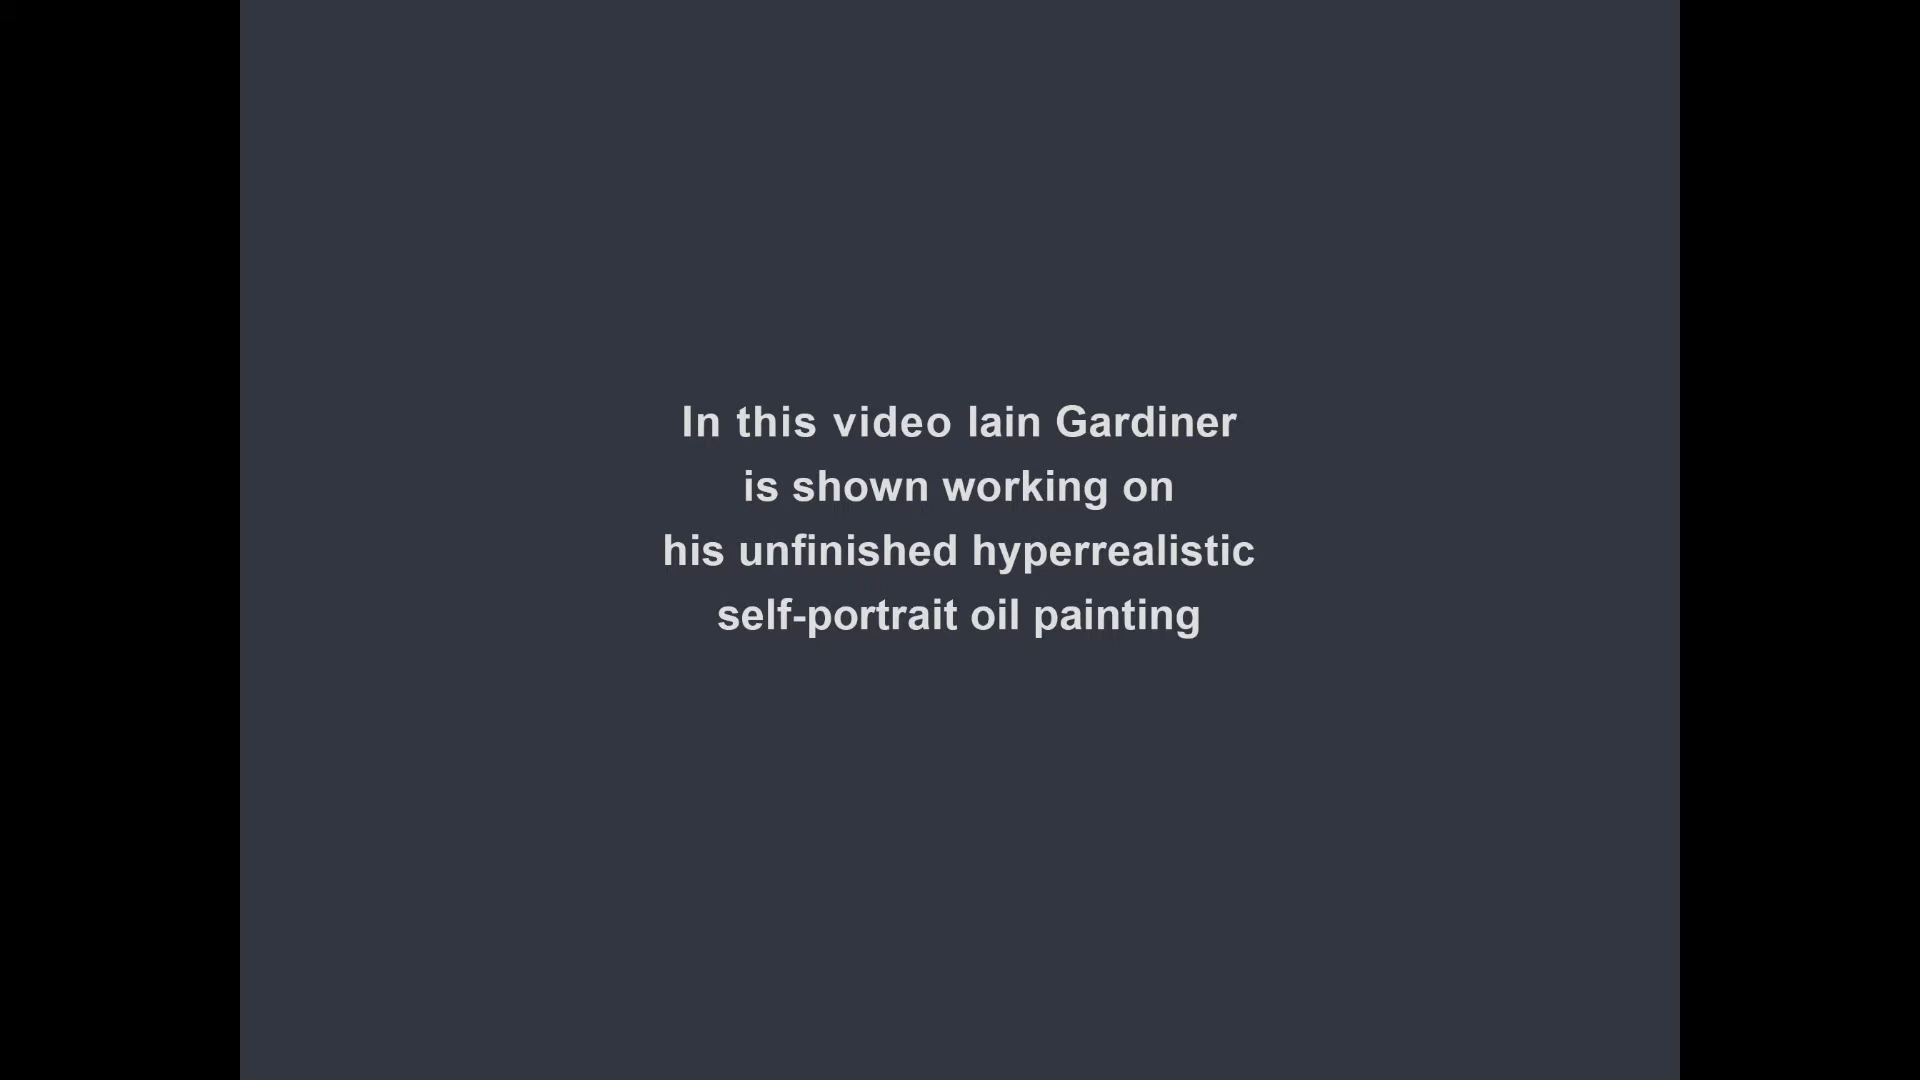 In this video Iain Gardiner
is shown working on
his unfinished hyperrealistic
self-portrait oil painting